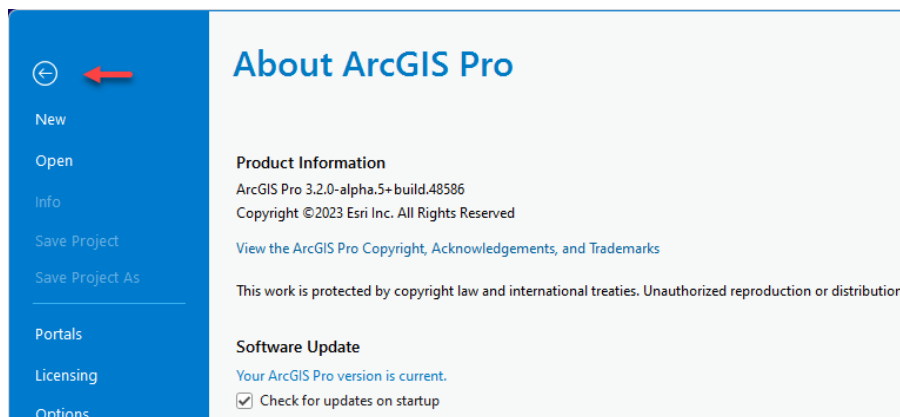 About ArcGIS Pro
New
Open
Info
Save Project
Save Project As
Portals
Licensing
Options
Product Information
ArcGIS Pro 3.2.0-alpha.5+build.48586
Copyright ©2023 Esri Inc. All Rights Reserved
View the ArcGIS Pro Copyright, Acknowledgements, and Trademarks
This work is protected by copyright law and international treaties. Unauthorized reproduction or distribution
Software Update
Your ArcGIS Pro version is current.
Check for updates on startup